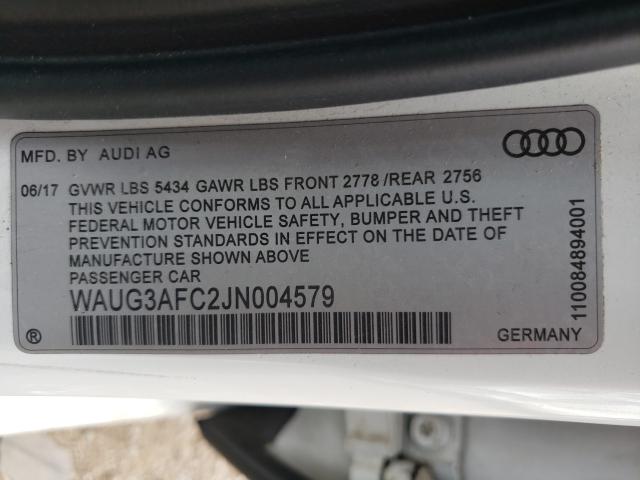 MFD. BY AUDI AG
06/17 GVWR LBS 5434 GAWR LBS FRONT 2778 /REAR 2756
THIS VEHICLE CONFORMS TO ALL APPLICABLE U.S.
FEDERAL MOTOR VEHICLE SAFETY, BUMPER AND THEFT
PREVENTION STANDARDS IN EFFECT ON THE DATE OF
MANUFACTURE SHOWN ABOVE
PASSENGER CAR
WAUG3AFC2JN004579
® GERMANY
110084894001